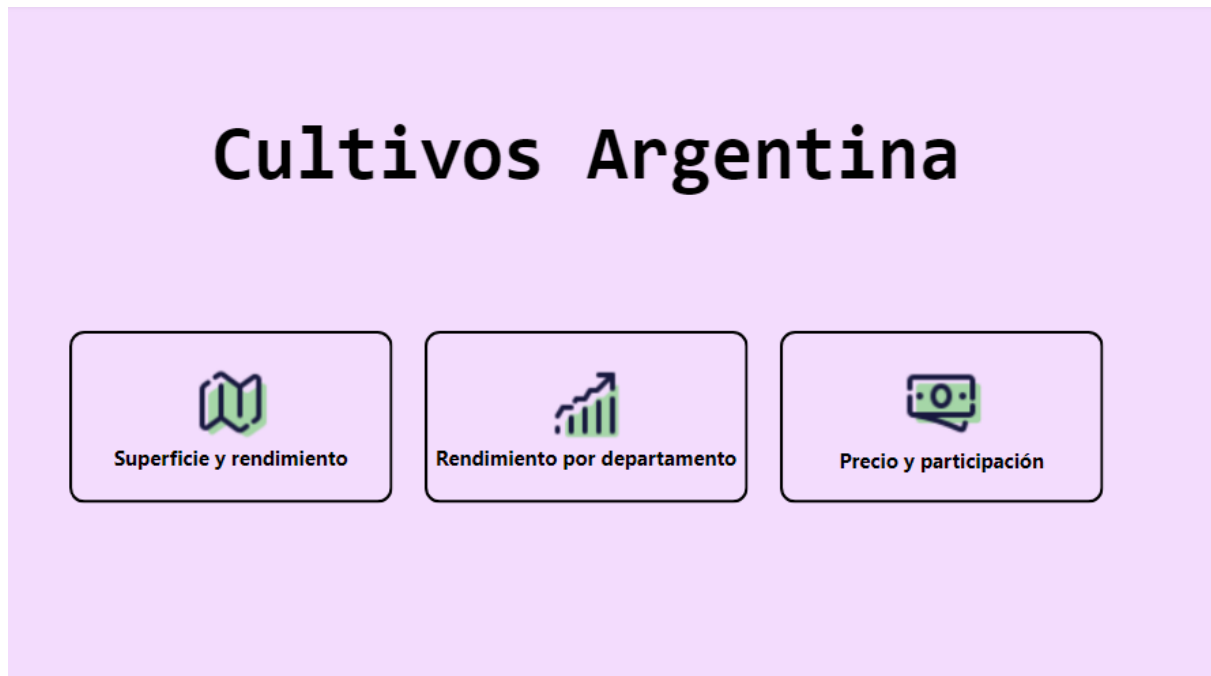 Cultivos Argentina
Superficie y rendimiento
Rendimiento por departamento
Precio y participación